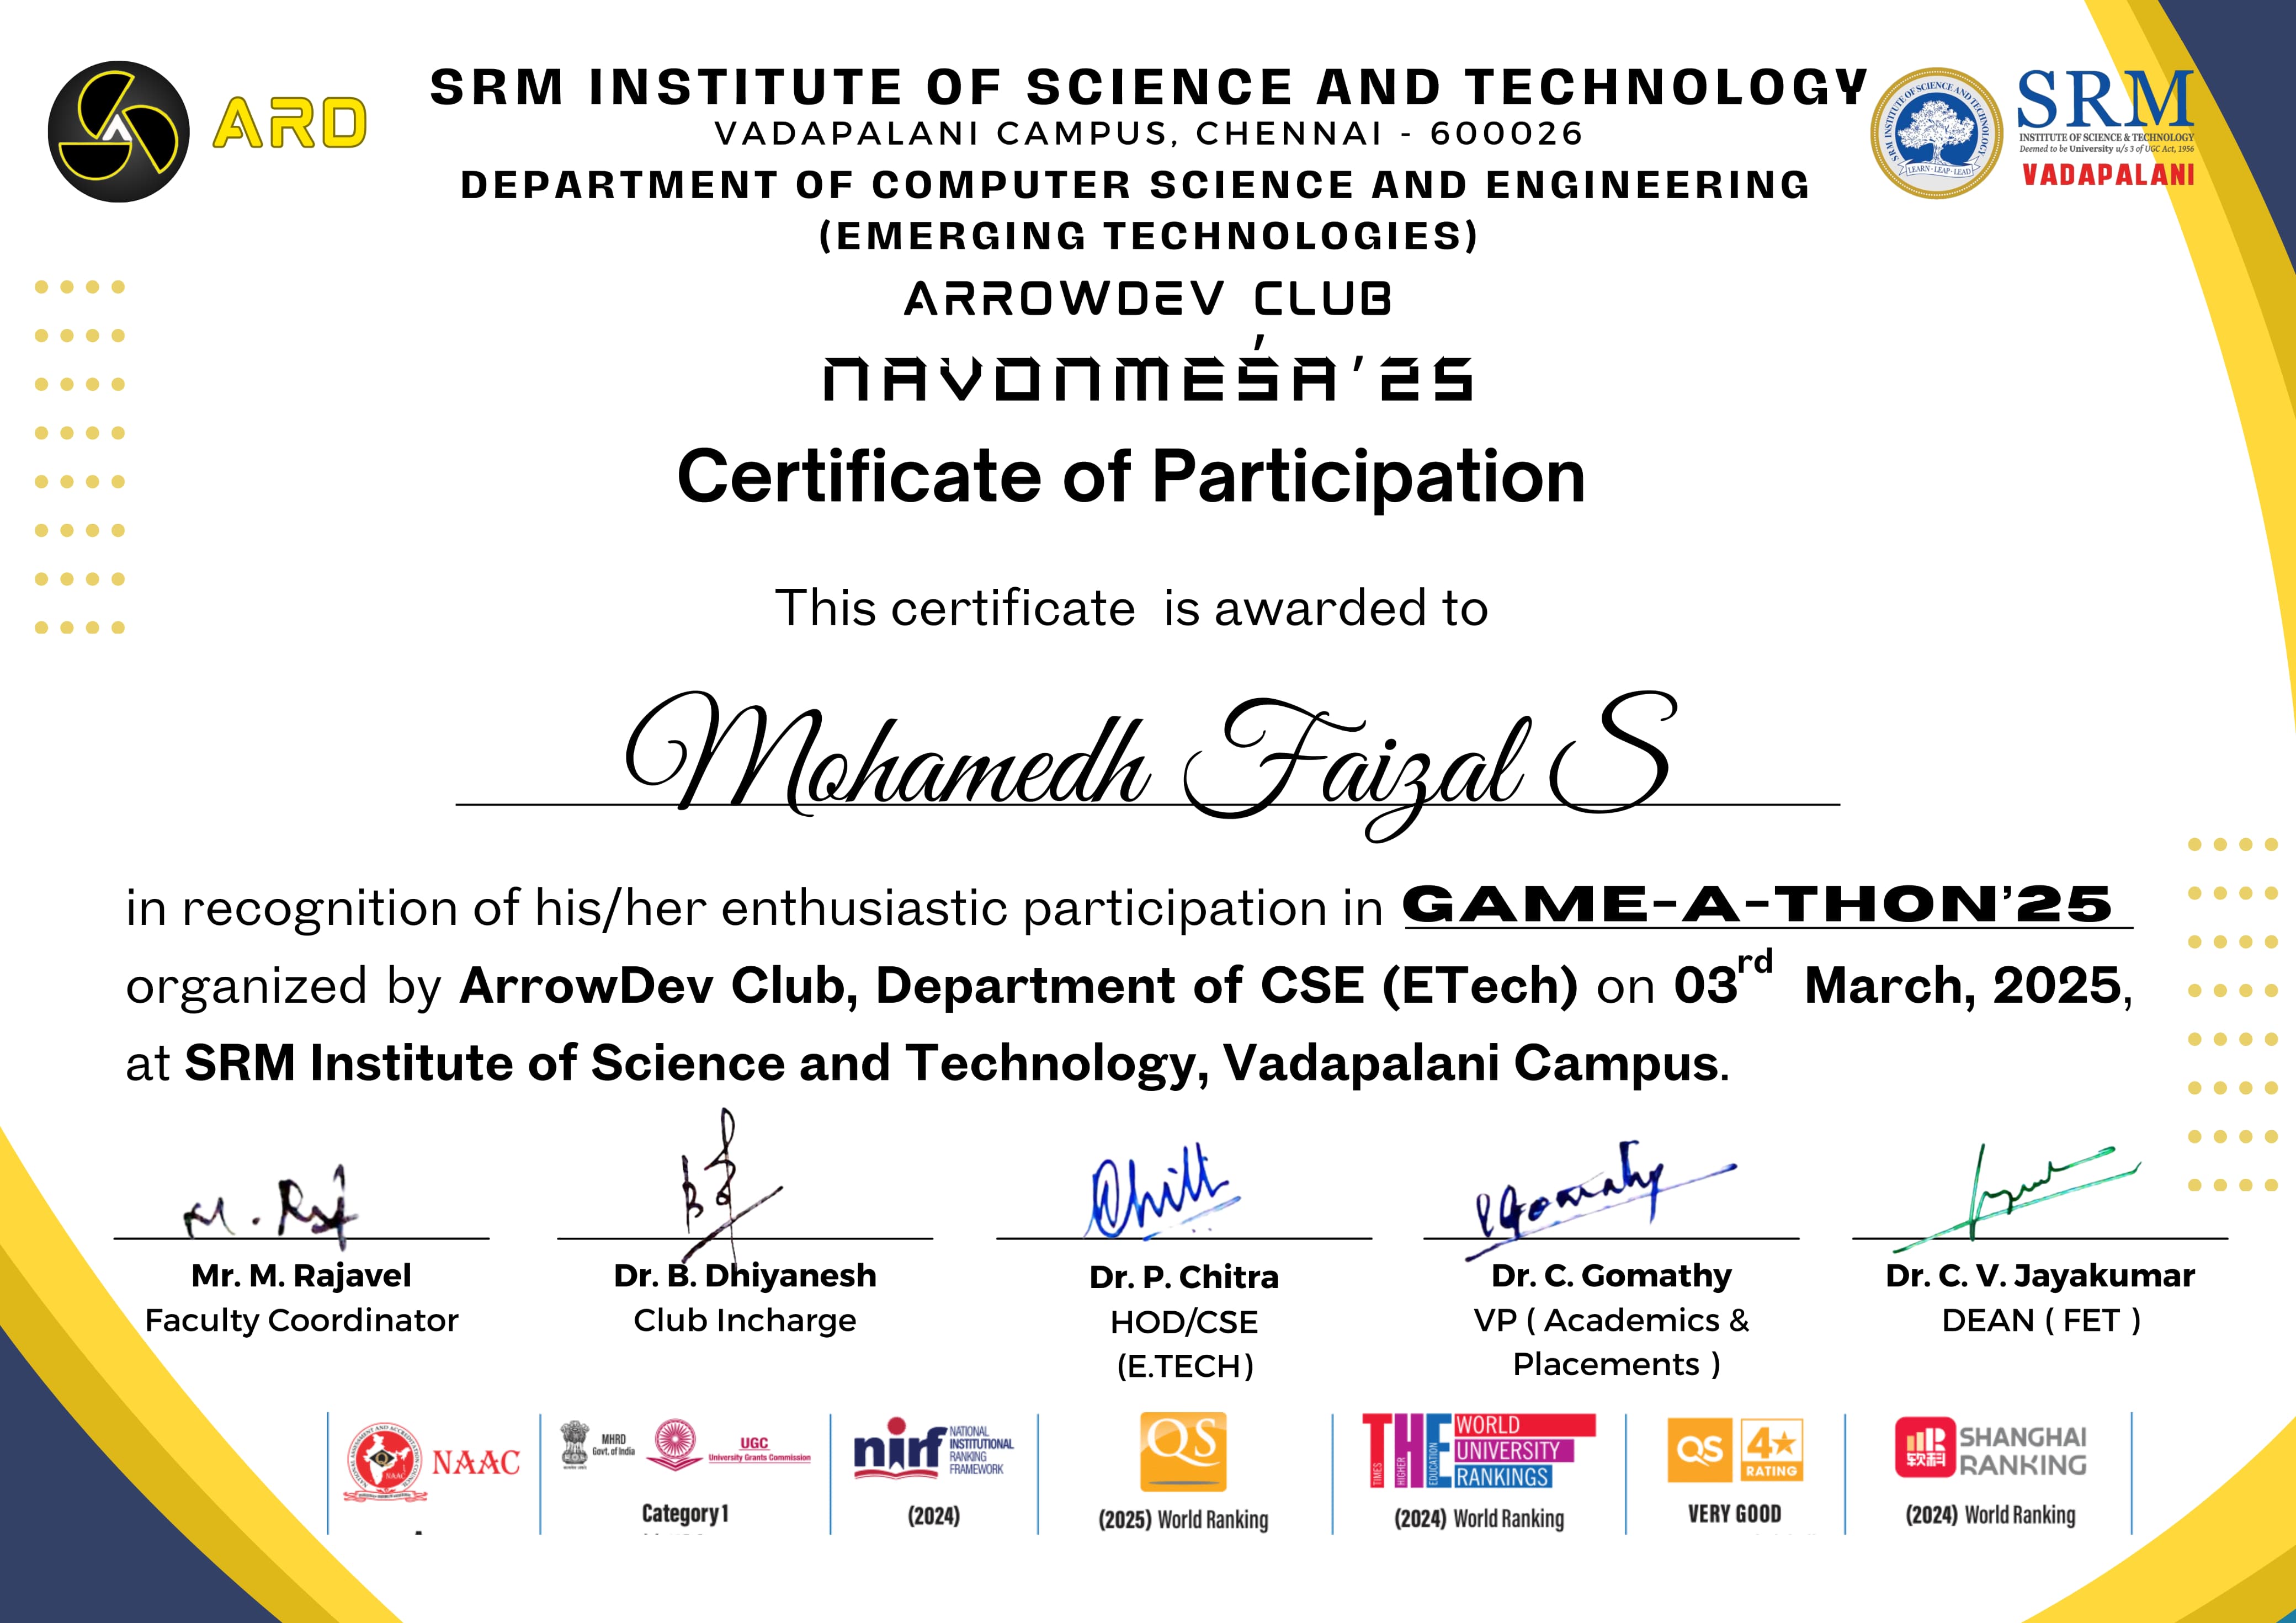 ARD
SRM INSTITUTE OF SCIENCE AND TECHNOLOGY
VADAPALANI CAMPUS, CHENNAI - 600026
DEPARTMENT OF COMPUTER SCIENCE AND ENGINEERING
(EMERGING TECHNOLOGIES)
SRM INSTITUTE OF SCIENCE AND TECHNOLOGY
LEARN · LEAP · LEAD
SRM
INSTITUTE OF SCIENCE & TECHNOLOGY
Deemed to be University u/s 3 of UGC Act, 1956
VADAPALANI
ARROWDEV CLUB
NAVONMEŚA'25
Certificate of Participation
This certificate is awarded to
Mohamedh Faizal S
in recognition of his/her enthusiastic participation in GAME-A-THON'25
organized by ArrowDev Club, Department of CSE (ETech) on 03rd March, 2025,
at SRM Institute of Science and Technology, Vadapalani Campus.
M. Raj
Mr. M. Rajavel
Faculty Coordinator
Dr. B. Dhiyanesh
Club Incharge
Dr. P. Chitra
HOD/CSE
(E.TECH)
Dr. C. Gomathy
VP ( Academics &
Placements )
Dr. C. V. Jayakumar
DEAN ( FET )
NAAC
MHRD
Govt. of India
UGC
University Grants Commission
Category 1
nirf
NATIONAL
INSTITUTIONAL
RANKING
FRAMEWORK
(2024)
QS
(2025) World Ranking
TIMES
HIGHER
EDUCATION
THE
WORLD
UNIVERSITY
RANKINGS
(2024) World Ranking
QS
4★
RATING
VERY GOOD
软科
SHANGHAI
RANKING
(2024) World Ranking